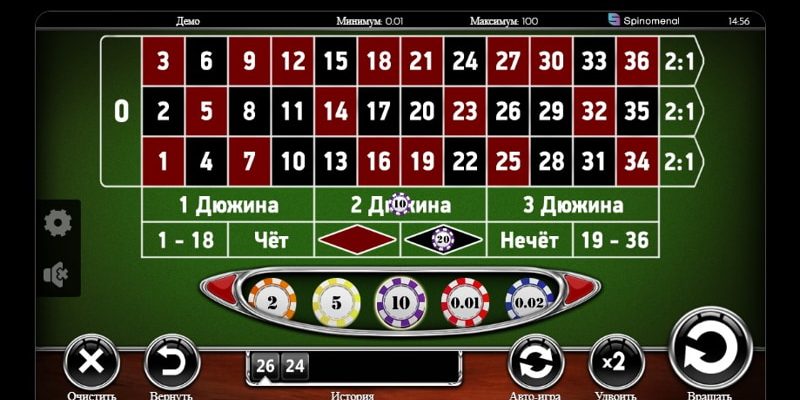 Демо Минимум: 0.01 Максимум: 100 Spinomenal 14:56
3 6 9 12 15 18 21 24 27 30 33 36 2:1
0 2 5 8 11 14 17 20 23 26 29 32 35 2:1
1 4 7 10 13 16 19 22 25 28 31 34 2:1
1 Дюжина 2 Дюжина 3 Дюжина
10
1 - 18 Чёт 20 Нечёт 19 - 36
2 5 10 0.01 0.02
26 24 x2
Очистить Вернуть История Авто-игра Удвоить Вращать